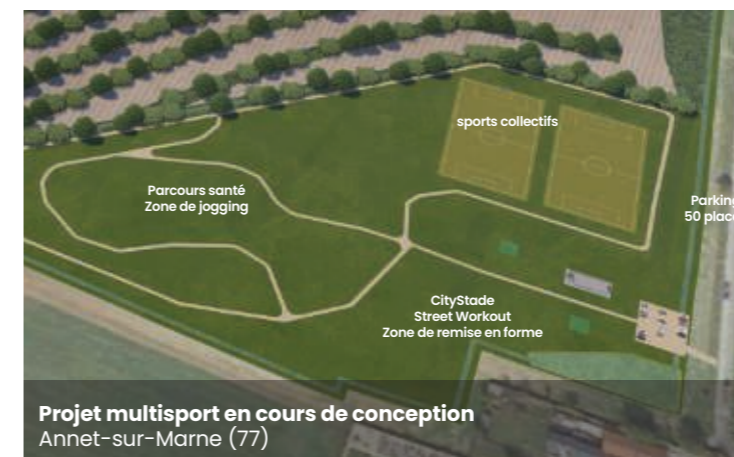 sports collectifs
Parcours santé
Zone de jogging
50
CityStade
Street Workout
Zone de remise en forme
Projet multisport en cours de conception
Annet-sur-Marne (77)